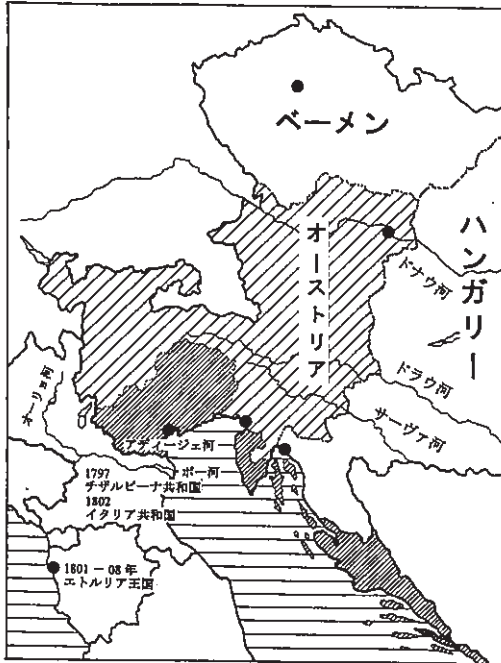 ベーメン
オーストリア
ハンガリー
ドナウ河
ドラウ河
サーヴァ河
オーリョ河
アディージェ河
ポー河
1797
チザルピーナ共和国
1802
イタリア共和国
1801－08年
エトルリア王国